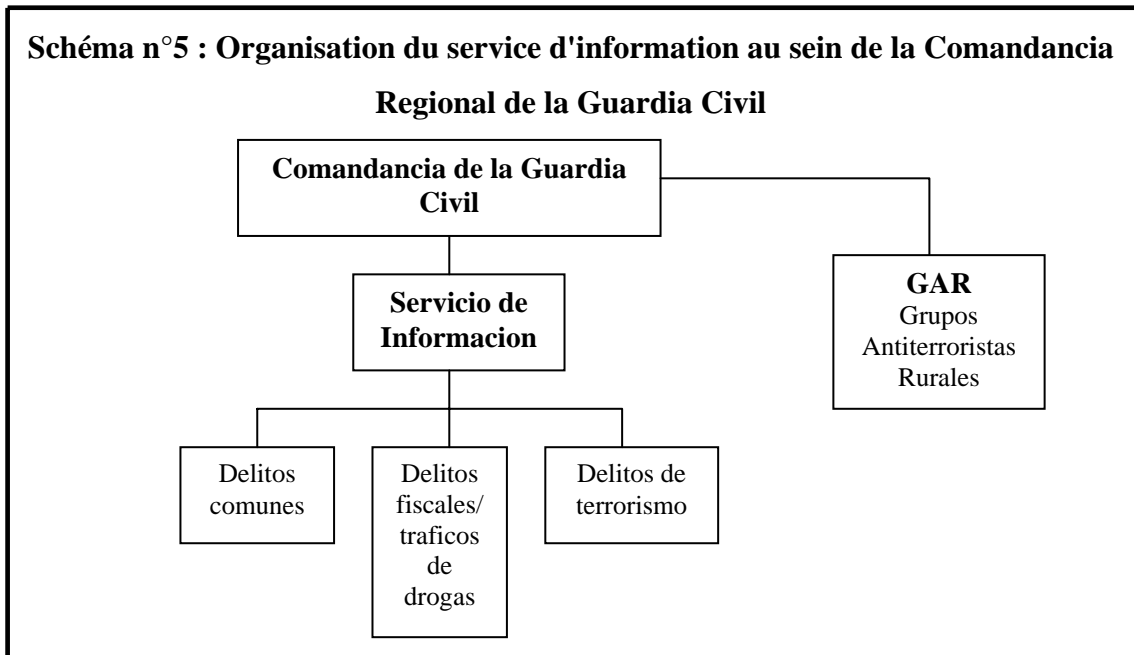 Schéma n°5 : Organisation du service d'information au sein de la Comandancia
Regional de la Guardia Civil
Comandancia de la Guardia
Civil
Servicio de
Informacion
GAR
Grupos
Antiterroristas
Rurales
Delitos
comunes
Delitos
fiscales/
traficos
de
drogas
Delitos de
terrorismo